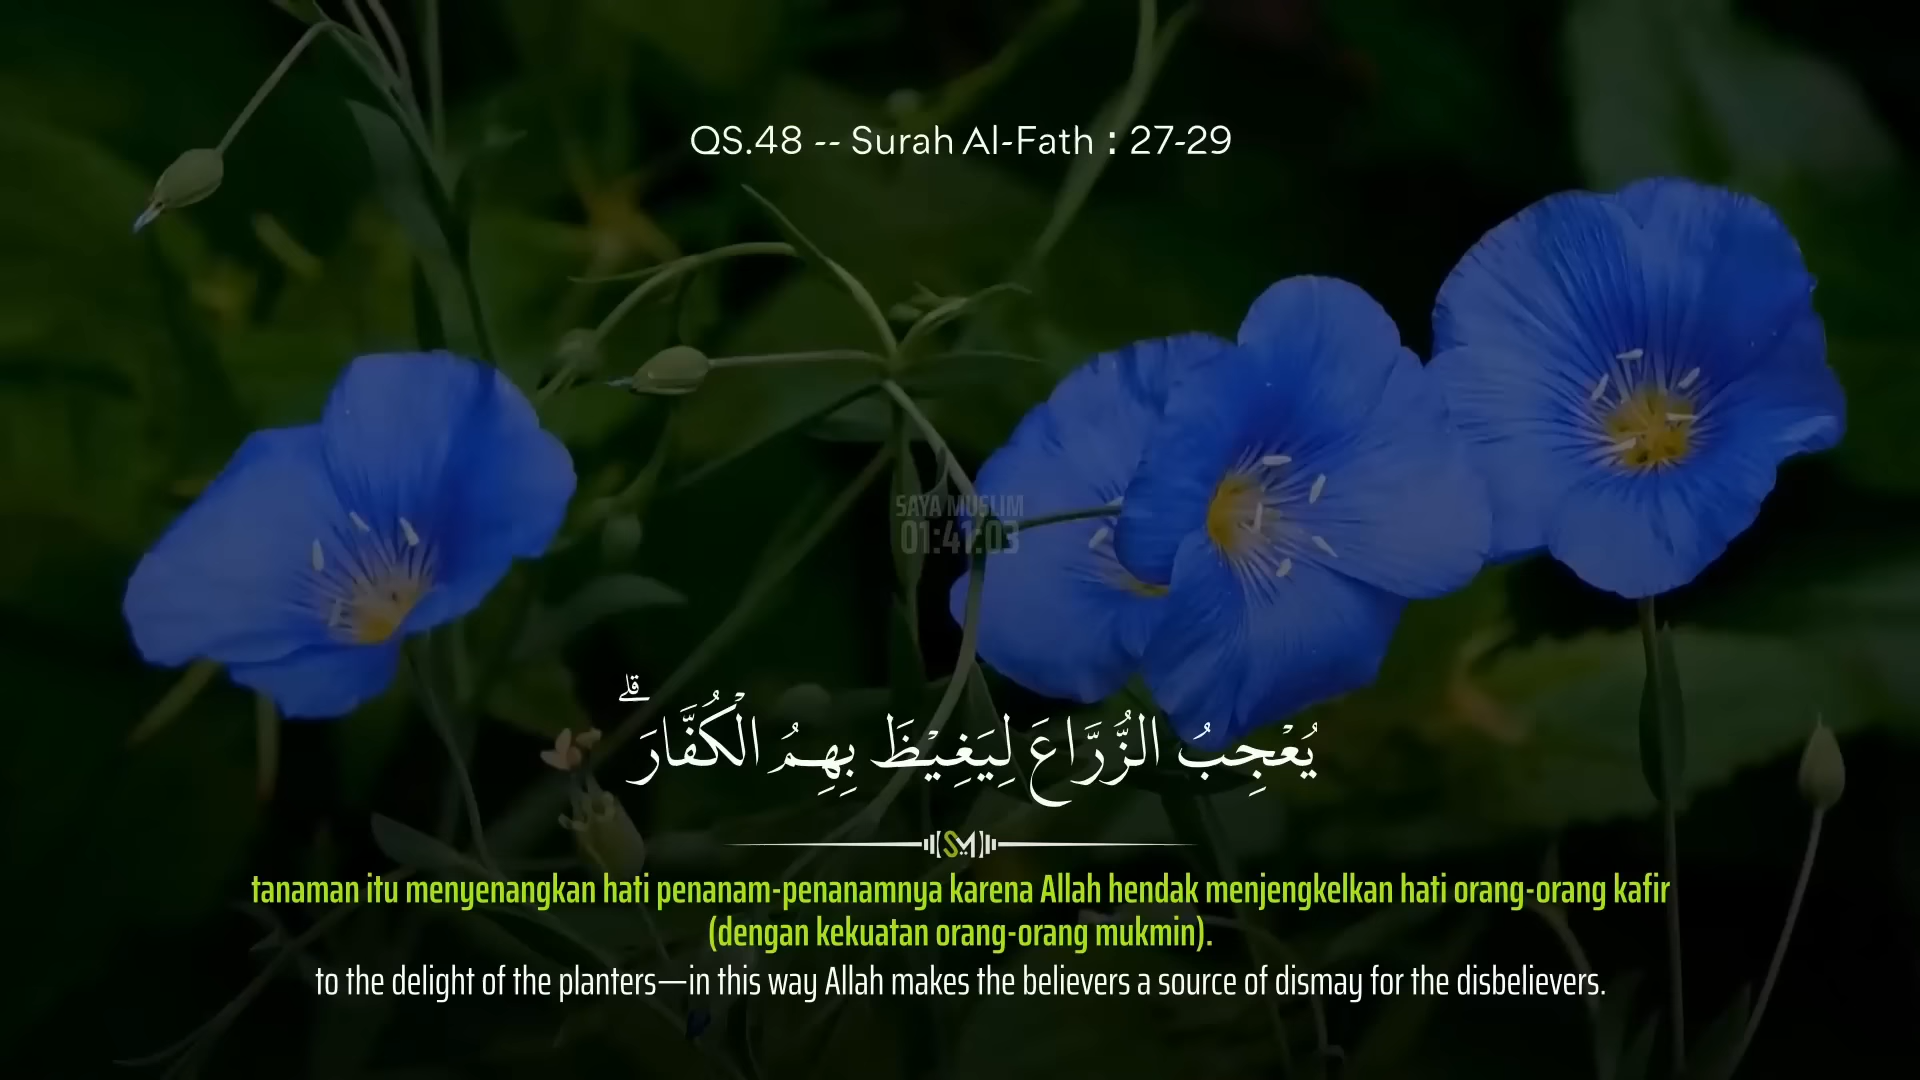 QS.48 -- Surah Al-Fath : 27-29
SAYA MUSLIM
01:41:03
يُعْجِبُ الزُّرَّاعَ لِيَغِيْظَ بِهِمُ الْكُفَّارَ ۗ
SM
tanaman itu menyenangkan hati penanam-penanamnya karena Allah hendak menjengkelkan hati orang-orang kafir
(dengan kekuatan orang-orang mukmin).
to the delight of the planters—in this way Allah makes the believers a source of dismay for the disbelievers.